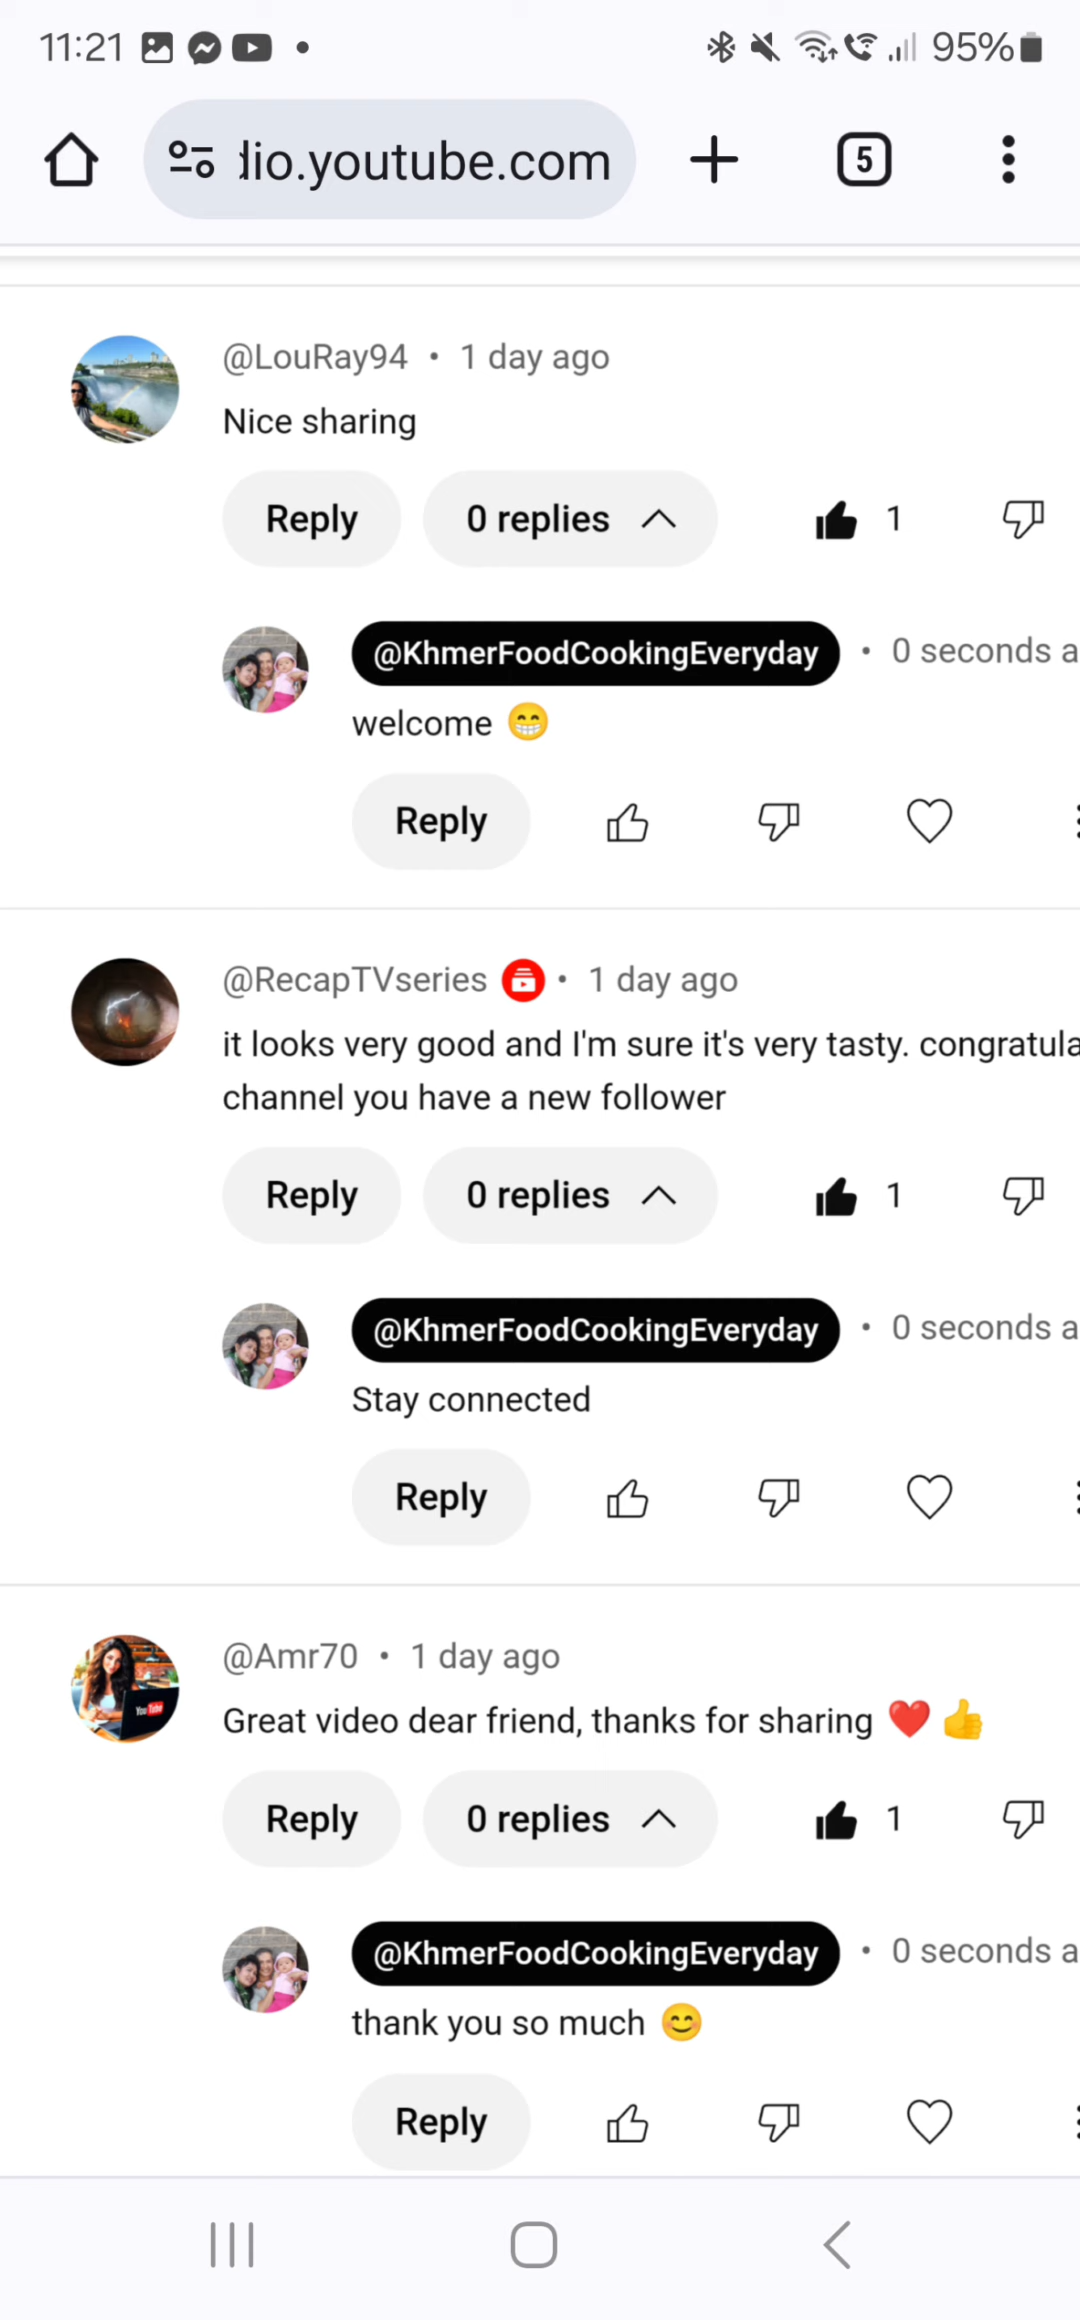 11:21
95%
dio.youtube.com
5
@LouRay94 • 1 day ago
Nice sharing
Reply
0 replies
1
@KhmerFoodCookingEveryday • 0 seconds a
welcome 😁
Reply
@RecapTVseries • 1 day ago
it looks very good and I'm sure it's very tasty. congratula
channel you have a new follower
Reply
0 replies
1
@KhmerFoodCookingEveryday • 0 seconds a
Stay connected
Reply
@Amr70 • 1 day ago
Great video dear friend, thanks for sharing ❤️ 👍
Reply
0 replies
1
@KhmerFoodCookingEveryday • 0 seconds a
thank you so much 😊
Reply